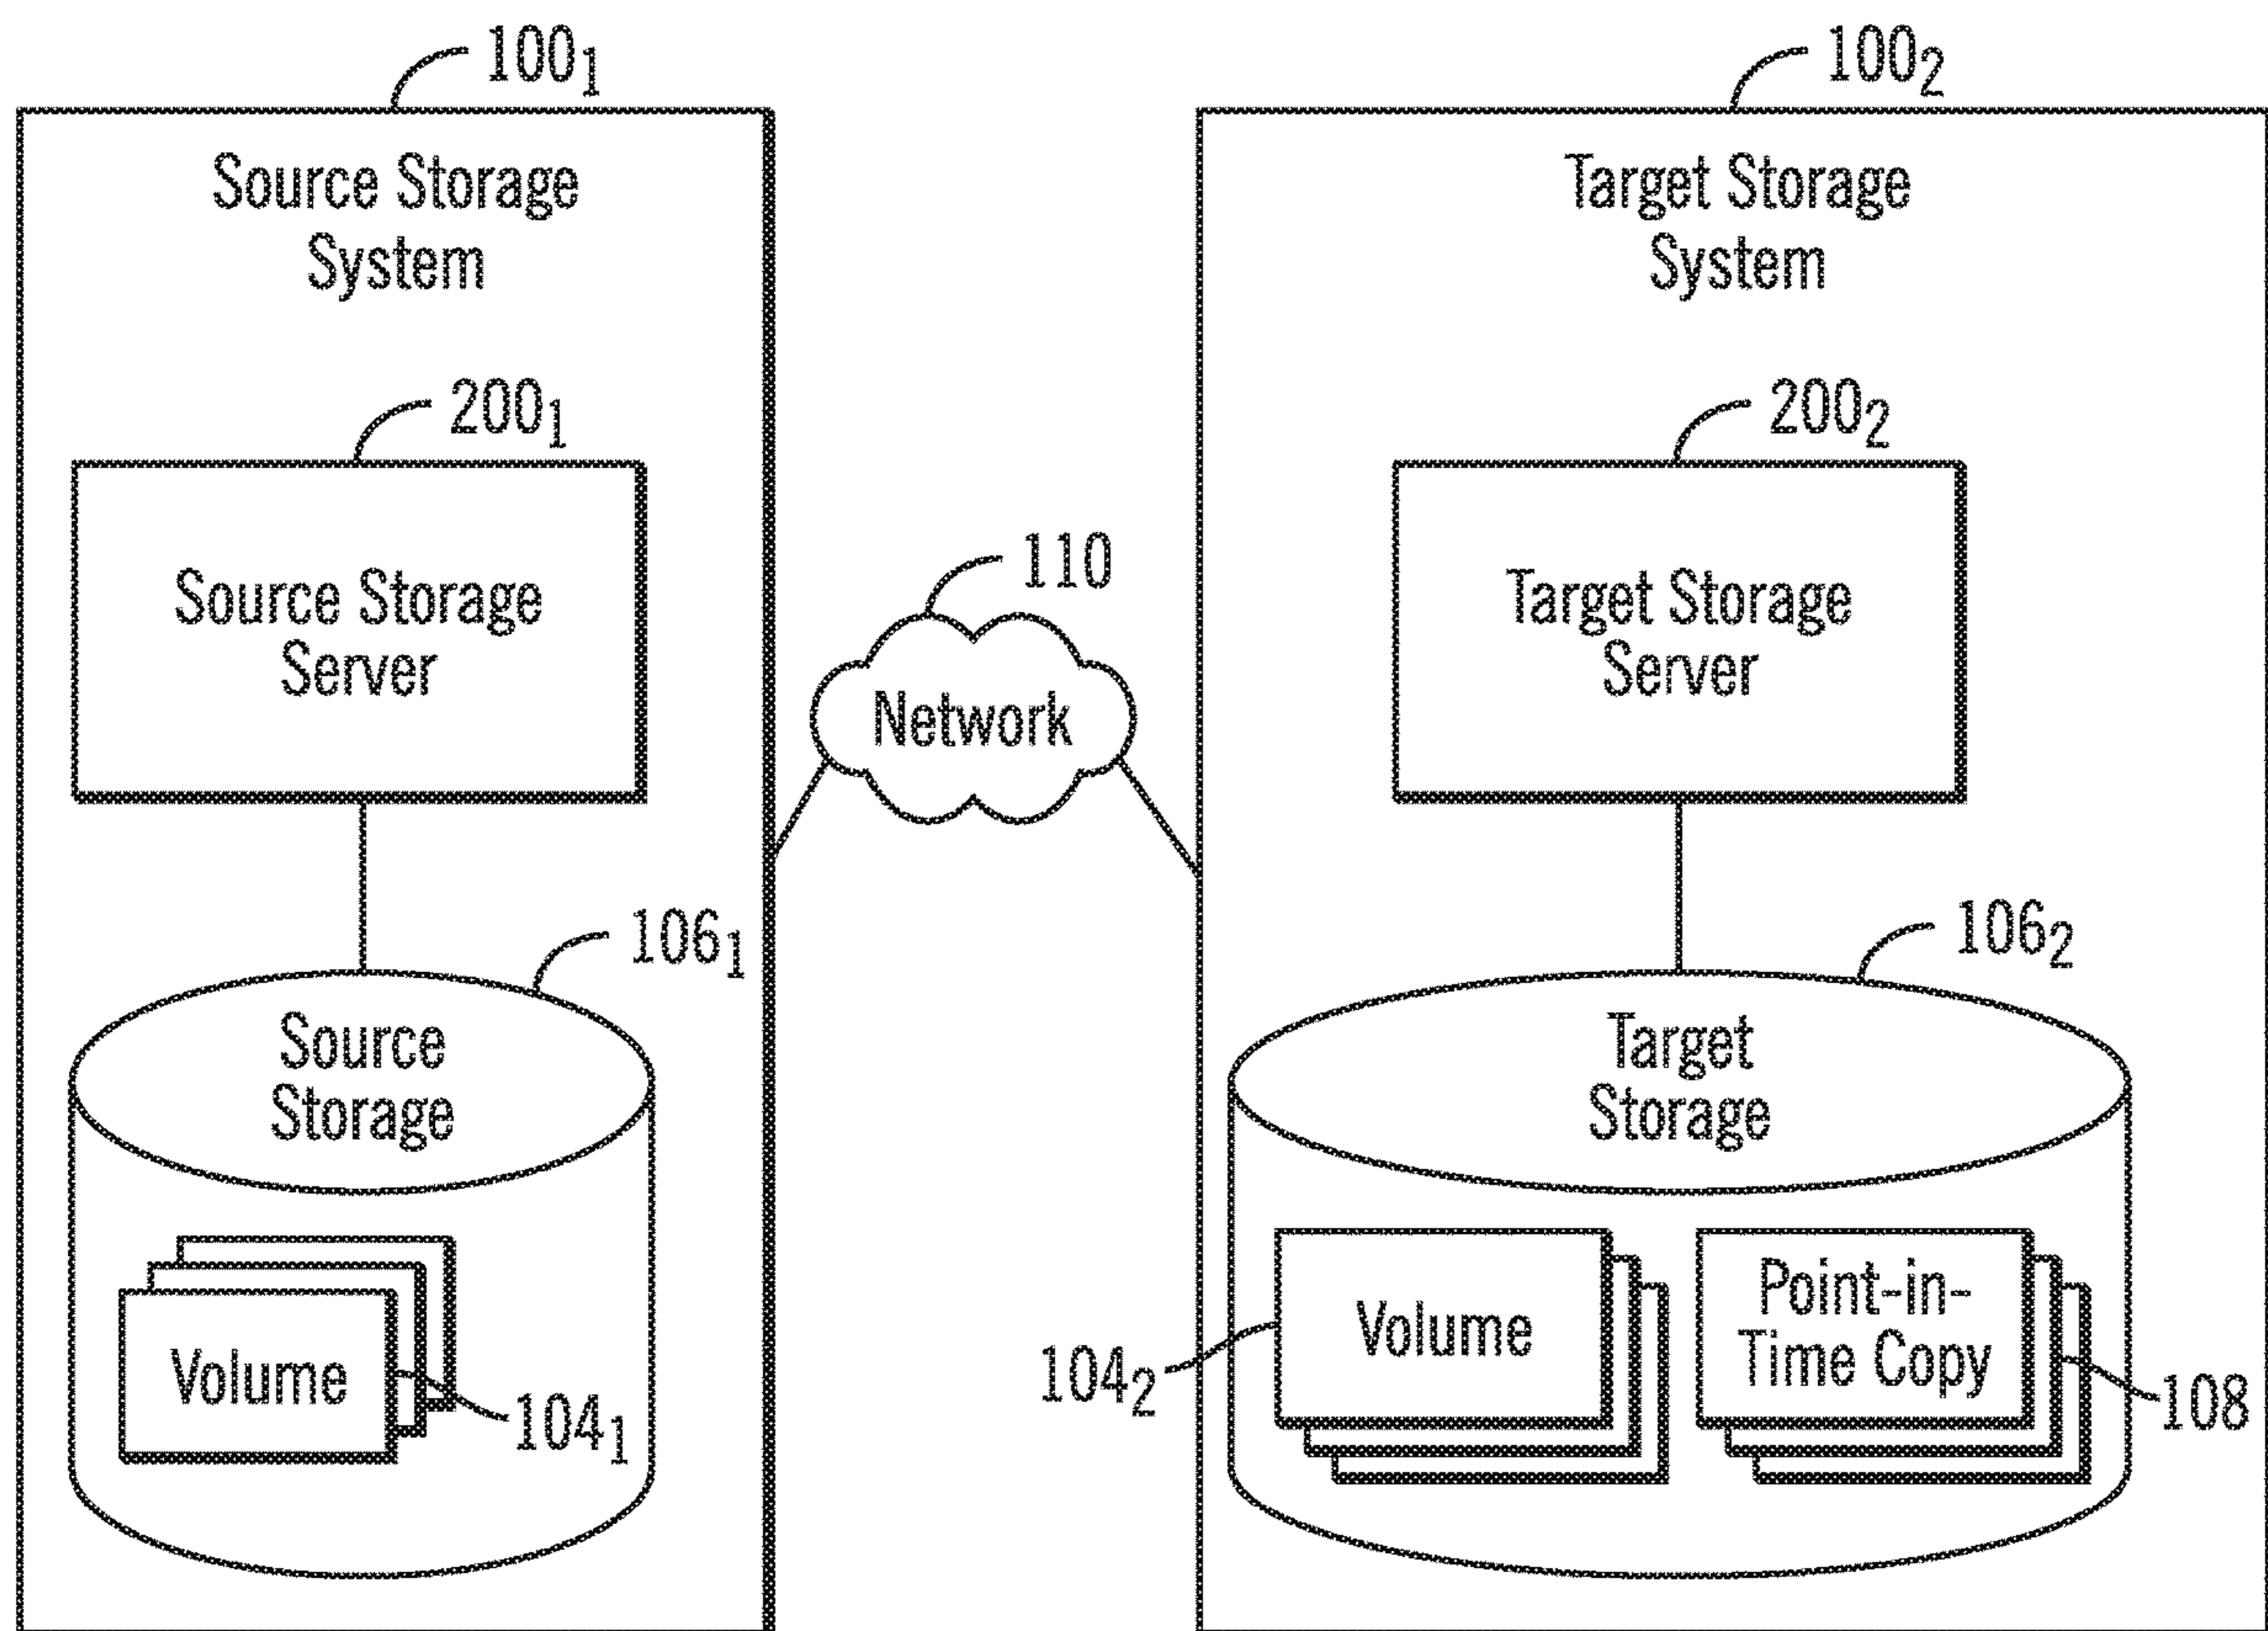 100₁
Source Storage
System
200₁
Source Storage
Server
106₁
Source
Storage
Volume
104₁
110
Network
100₂
Target Storage
System
200₂
Target Storage
Server
106₂
Target
Storage
Volume
104₂
Point-in-
Time Copy
108